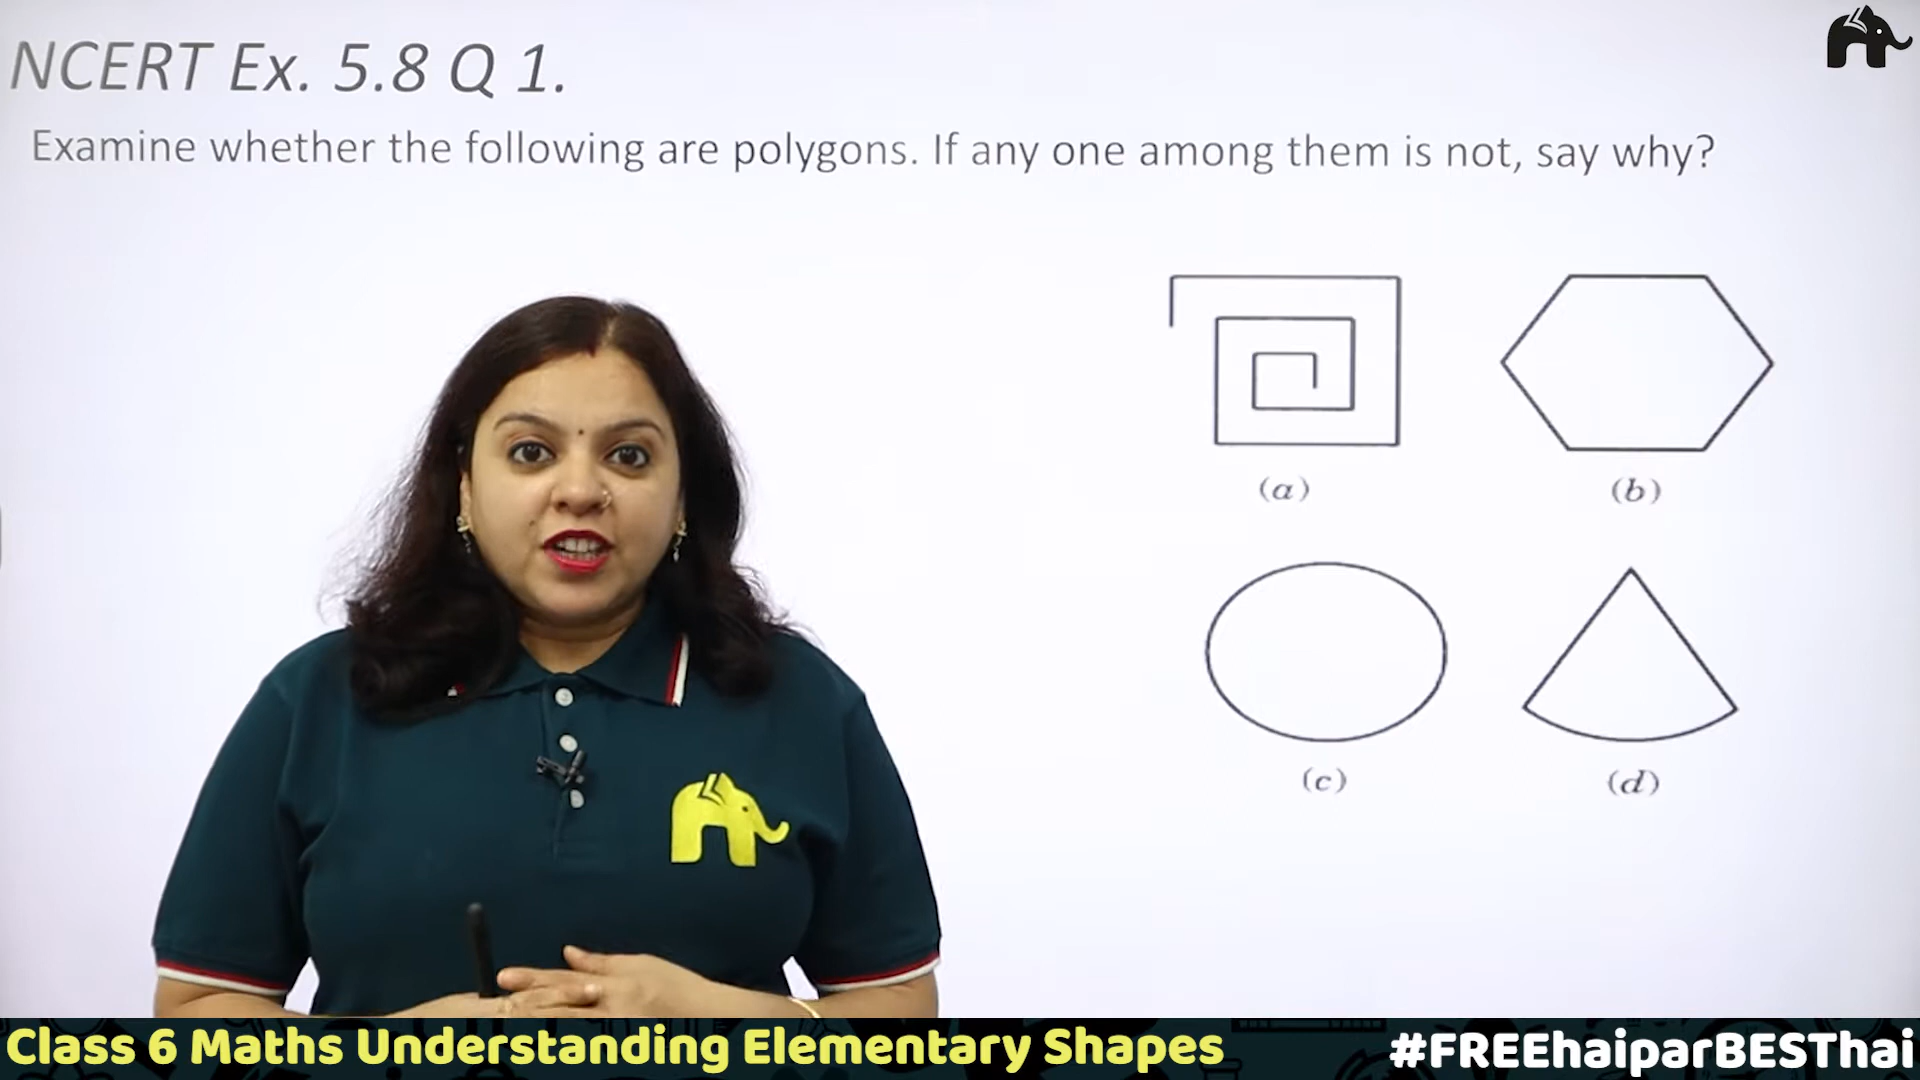 NCERT Ex. 5.8 Q 1.
Examine whether the following are polygons. If any one among them is not, say why?
(a)
(b)
(c)
(d)
Class 6 Maths Understanding Elementary Shapes
#FREEhaiparBESThai